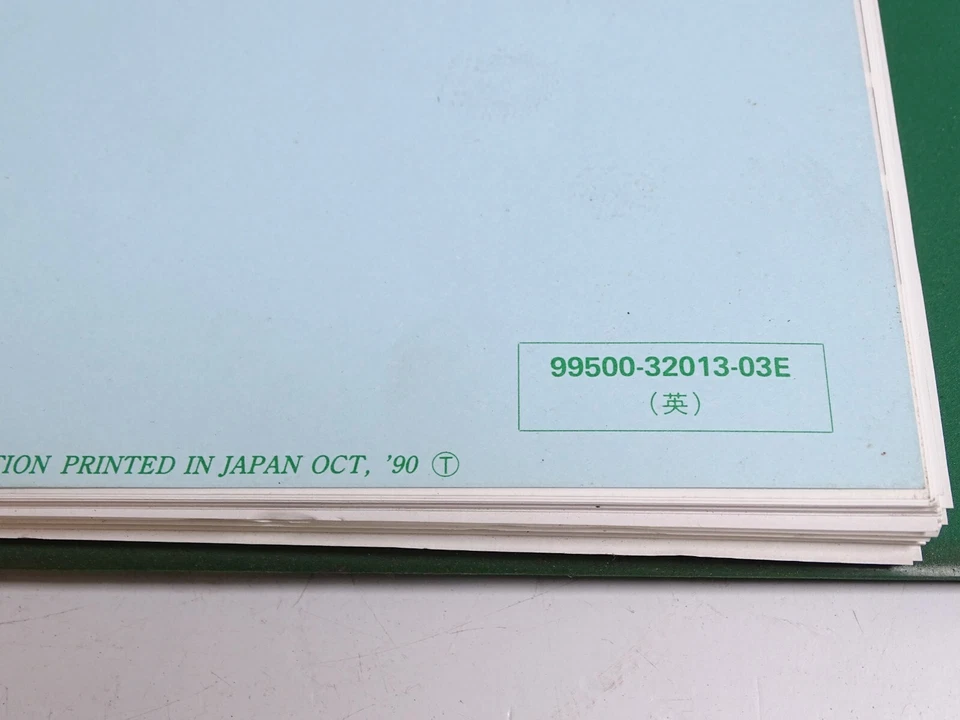 99500-32013-03E
（英）
TION PRINTED IN JAPAN OCT, '90 Ⓣ